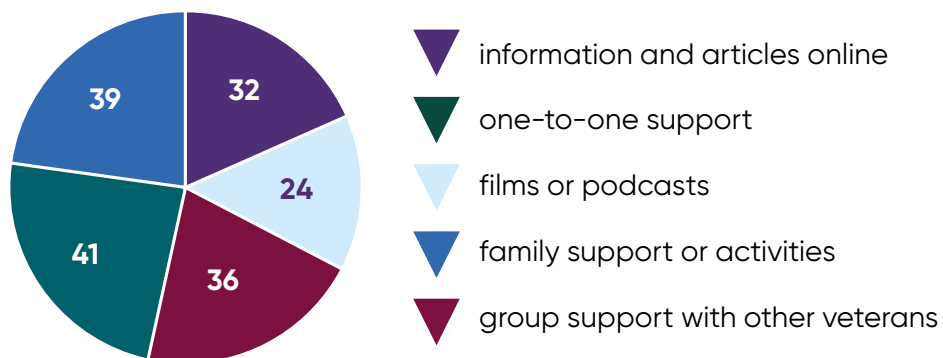 32
24
36
41
39
information and articles online
one-to-one support
films or podcasts
family support or activities
group support with other veterans